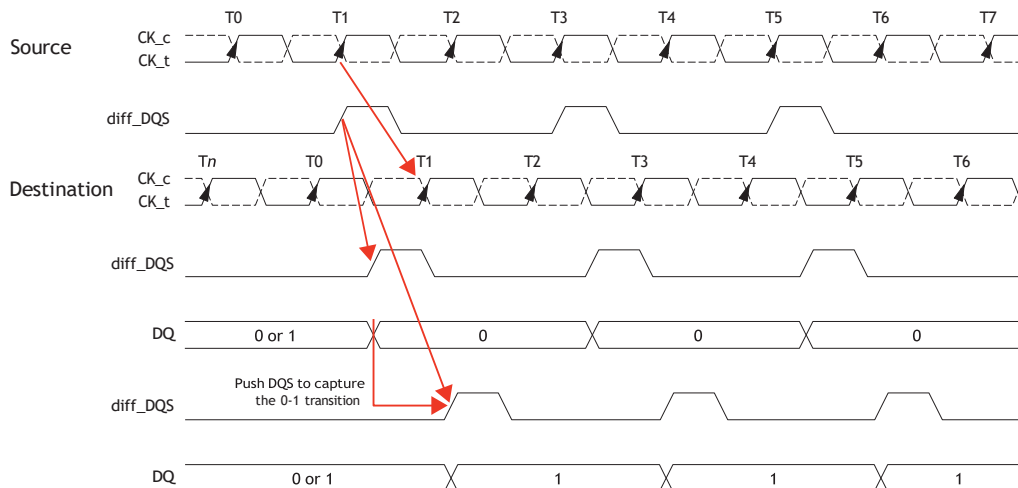 T0 T1 T2 T3 T4 T5 T6 T7
Source
CK_c
CK_t
diff_DQS
Tn T0 T1 T2 T3 T4 T5 T6
Destination
CK_c
CK_t
diff_DQS
DQ 0 or 1 0 0 0
Push DQS to capture
the 0-1 transition
diff_DQS
DQ 0 or 1 1 1 1